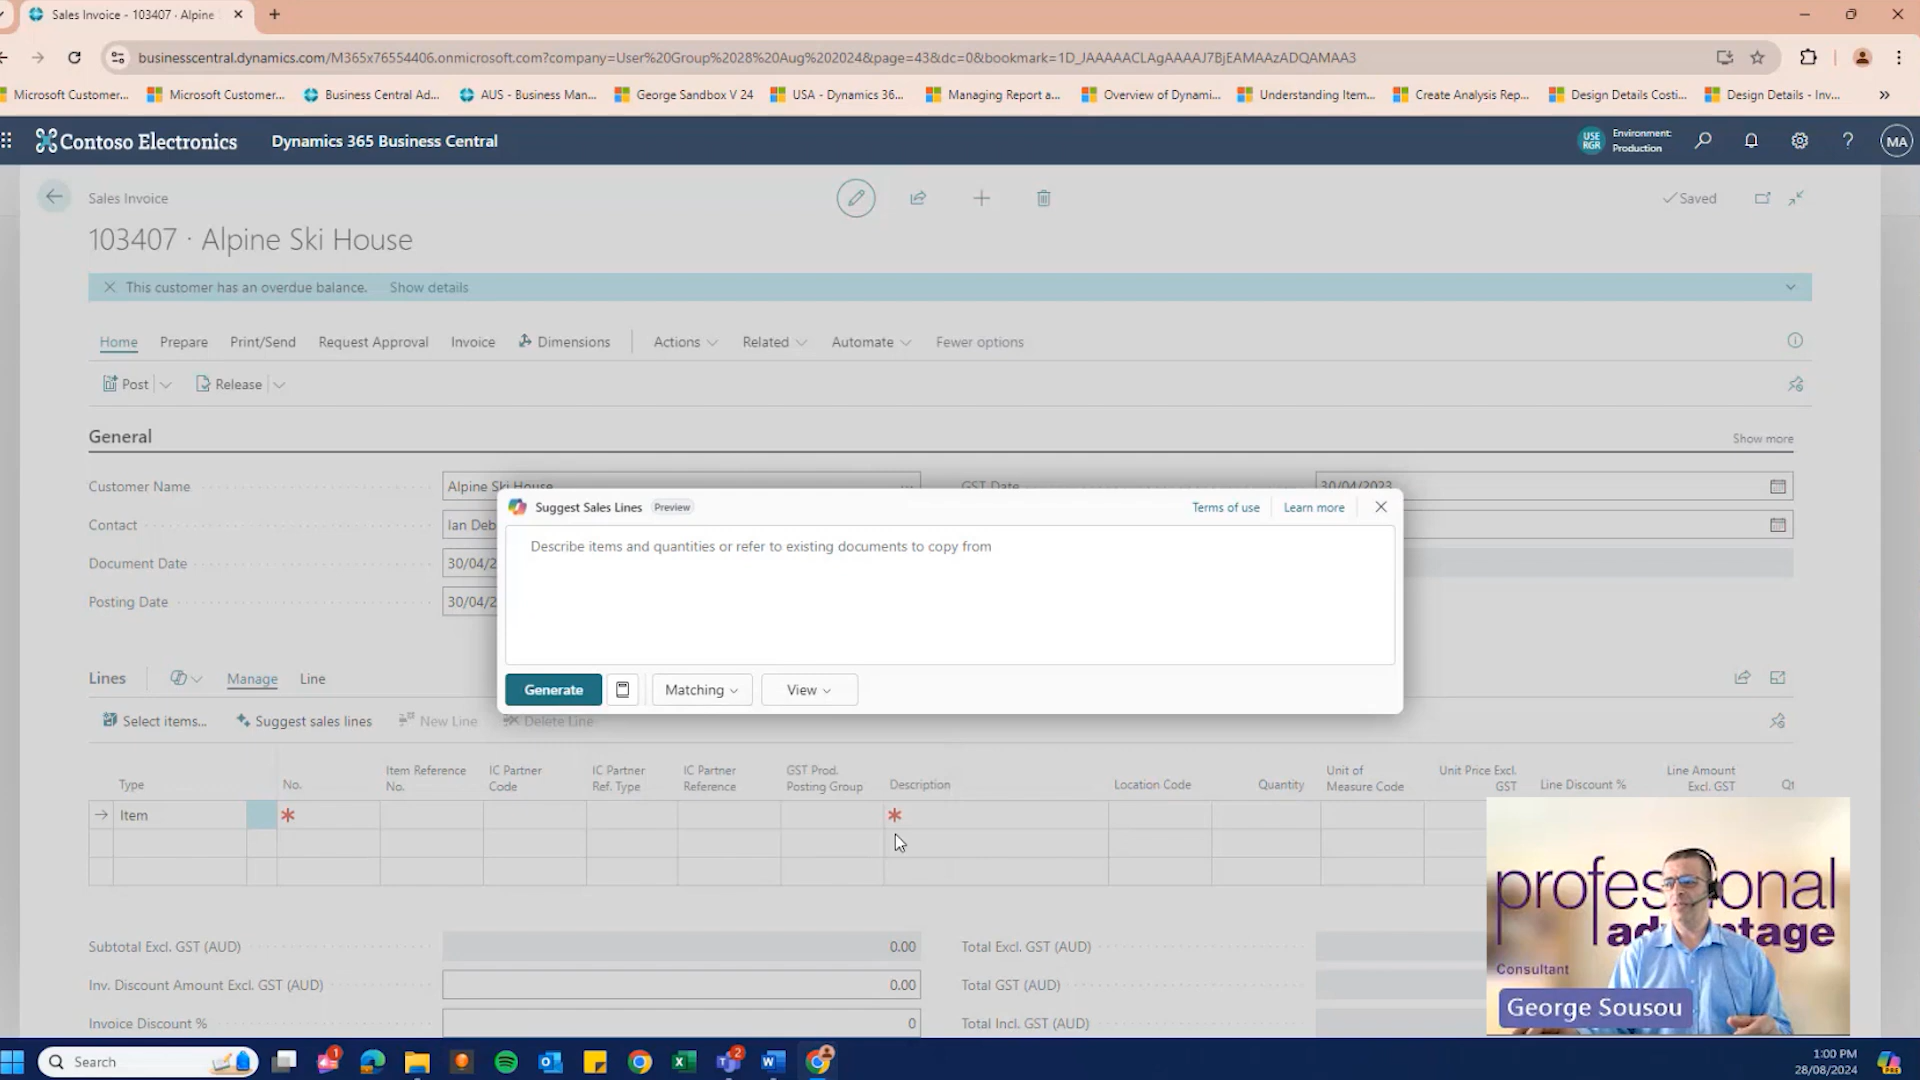 Sales Invoice - 103407 · Alpine
businesscentral.dynamics.com/M365x76554406.onmicrosoft.com?company=User%20Group%2028%20Aug%202024&page=43&dc=0&bookmark=1D_JAAAAACLAgAAAAJ7BjEAMAAzADQAMAA3
Microsoft Customer...
Microsoft Customer...
Business Central Ad...
AUS - Business Man...
George Sandbox V 24
USA - Dynamics 36...
Managing Report a...
Overview of Dynami...
Understanding Item...
Create Analysis Rep...
Design Details Costi...
Design Details - Inv...
Contoso Electronics
Dynamics 365 Business Central
USE
RGR
Environment:
Production
MA
Sales Invoice
Saved
103407 · Alpine Ski House
This customer has an overdue balance. Show details
Home Prepare Print/Send Request Approval Invoice Dimensions Actions Related Automate Fewer options
Post Release
General
Show more
Customer Name
Alpine Ski House
GST Date
30/04/2023
Contact
Ian Deb
Document Date
30/04/2
Posting Date
30/04/2
Suggest Sales Lines Preview
Terms of use
Learn more
Describe items and quantities or refer to existing documents to copy from
Generate
Matching
View
Lines Manage Line
Select items... Suggest sales lines New Line Delete Line
Type
No.
Item Reference
No.
IC Partner
Code
IC Partner
Ref. Type
IC Partner
Reference
GST Prod.
Posting Group
Description
Location Code
Quantity
Unit of
Measure Code
Unit Price Excl.
GST
Line Discount %
Line Amount
Excl. GST
Item
Subtotal Excl. GST (AUD)
0.00
Total Excl. GST (AUD)
Inv. Discount Amount Excl. GST (AUD)
0.00
Total GST (AUD)
Invoice Discount %
0
Total Incl. GST (AUD)
professional
advantage
Consultant
George Sousou
Search
1
2
1:00 PM
28/08/2024
PRE